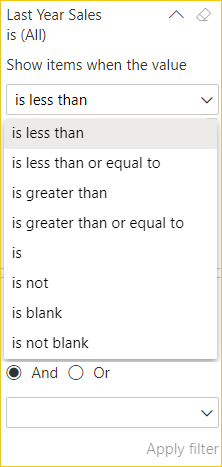 Last Year Sales
is (All)
Show items when the value
is less than
is less than
is less than or equal to
is greater than
is greater than or equal to
is
is not
is blank
is not blank
And Or
Apply filter